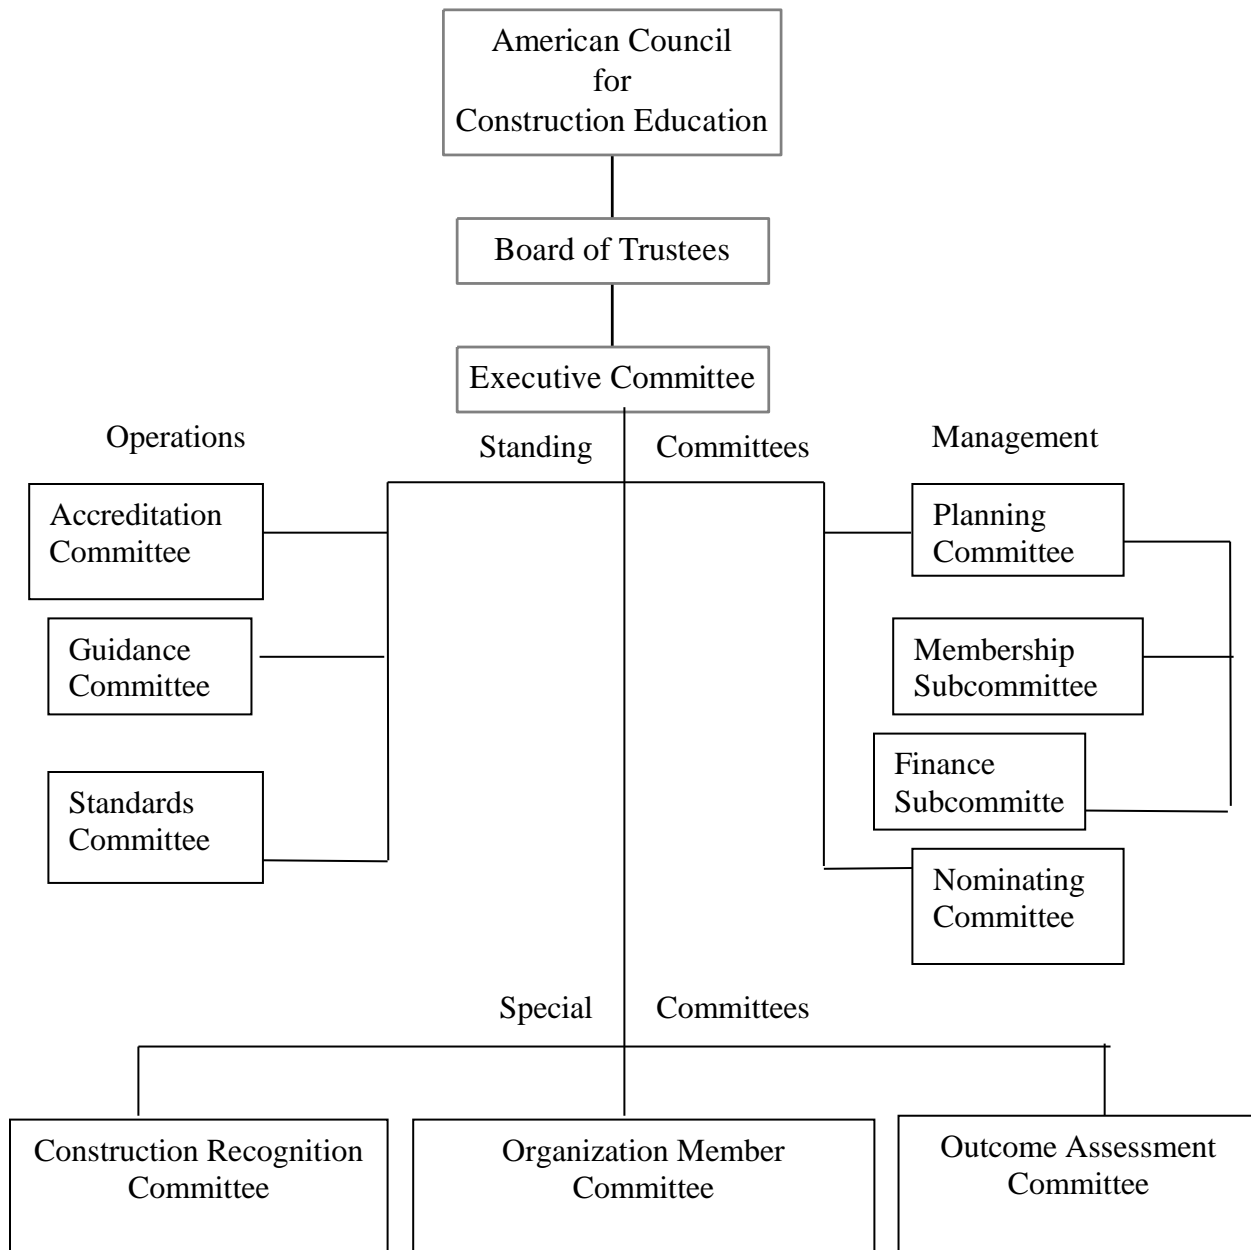 American Council
for
Construction Education
Board of Trustees
Executive Committee
Operations
Standing Committees
Management
Accreditation
Committee
Guidance
Committee
Standards
Committee
Planning
Committee
Membership
Subcommittee
Finance
Subcommitte
Nominating
Committee
Special Committees
Construction Recognition
Committee
Organization Member
Committee
Outcome Assessment
Committee